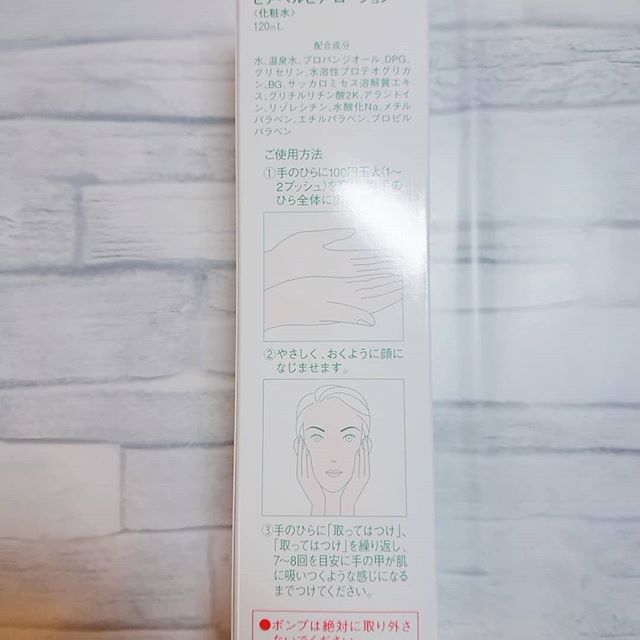 〈化粧水〉
120mL
配合成分
水、温泉水、プロパンジオール、DPG、
グリセリン、水溶性プロテオグリカ
ン、BG、サッカロミセス溶解質エキ
ス、グリチルリチン酸2K、アラントイ
ン、リゾレシチン、水酸化Na、メチル
パラベン、エチルパラベン、プロピル
パラベン
ご使用方法
①手のひらに100円玉大(1〜
2プッシュ)を
ひら全体に
②やさしく、おくように顔に
なじませます。
③手のひらに「取ってはつけ」、
「取ってはつけ」を繰り返し、
7〜8回を目安に手の甲が肌
に吸いつくような感じになる
までつけてください。
●ポンプは絶対に取り外さ
ないでください。